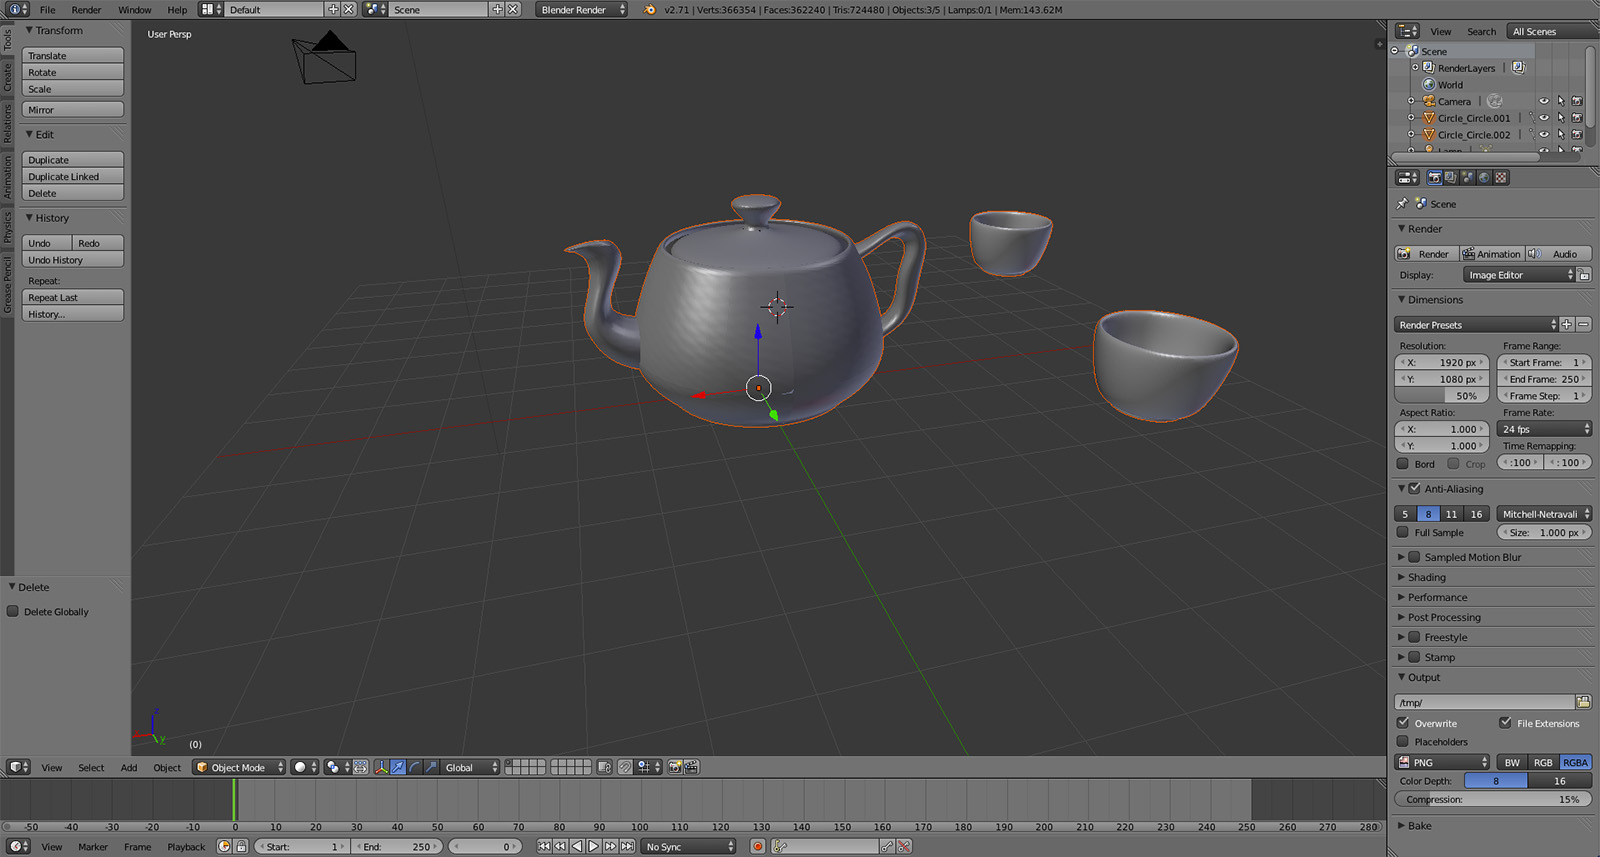 File Render Window Help Default Scene Blender Render v2.71 | Verts:366354 | Faces:362240 | Tris:724480 | Objects:3/5 | Lamps:0/1 | Mem:143.62M
Tools
Create
Relations
Animation
Physics
Grease Pencil
Transform
Translate
Rotate
Scale
Mirror
Edit
Duplicate
Duplicate Linked
Delete
History
Undo Redo
Undo History
Repeat:
Repeat Last
History...
Delete
Delete Globally
User Persp
z
y
(0)
View Search All Scenes
Scene
RenderLayers |
World
Camera |
Circle_Circle.001 |
Circle_Circle.002 |
Lamp
Scene
Render
Render Animation Audio
Display: Image Editor
Dimensions
Render Presets
Resolution: Frame Range:
X: 1920 px Start Frame: 1
Y: 1080 px End Frame: 250
50% Frame Step: 1
Aspect Ratio: Frame Rate:
X: 1.000 24 fps
Y: 1.000 Time Remapping:
Bord Crop :100 : 100
Anti-Aliasing
5 8 11 16 Mitchell-Netravali
Full Sample Size: 1.000 px
Sampled Motion Blur
Shading
Performance
Post Processing
Freestyle
Stamp
Output
/tmp/
Overwrite File Extensions
Placeholders
PNG BW RGB RGBA
Color Depth: 8 16
Compression: 15%
Bake
View Select Add Object Object Mode Global
-50 -40 -30 -20 -10 0 10 20 30 40 50 60 70 80 90 100 110 120 130 140 150 160 170 180 190 200 210 220 230 240 250 260 270 280
View Marker Frame Playback Start: 1 End: 250 0 No Sync